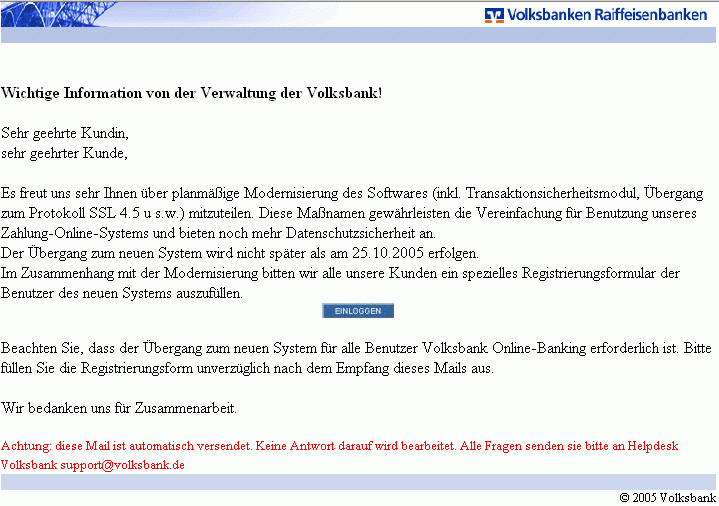 Volksbanken Raiffeisenbanken
Wichtige Information von der Verwaltung der Volksbank!
Sehr geehrte Kundin,
sehr geehrter Kunde,
Es freut uns sehr Ihnen über planmäßige Modernisierung des Softwares (inkl. Transaktionsicherheitsmodul, Übergang
zum Protokoll SSL 4.5 u s.w.) mitzuteilen. Diese Maßnamen gewährleisten die Vereinfachung für Benutzung unseres
Zahlung-Online-Systems und bieten noch mehr Datenschutzsicherheit an.
Der Übergang zum neuen System wird nicht später als am 25.10.2005 erfolgen.
Im Zusammenhang mit der Modernisierung bitten wir alle unsere Kunden ein spezielles Registrierungsformular der
Benutzer des neuen Systems auszufüllen.
EINLOGGEN
Beachten Sie, dass der Übergang zum neuen System für alle Benutzer Volksbank Online-Banking erforderlich ist. Bitte
füllen Sie die Registrierungsform unverzüglich nach dem Empfang dieses Mails aus.
Wir bedanken uns für Zusammenarbeit.
Achtung: diese Mail ist automatisch versendet. Keine Antwort darauf wird bearbeitet. Alle Fragen senden sie bitte an Helpdesk
Volksbank support@volksbank.de
© 2005 Volksbank